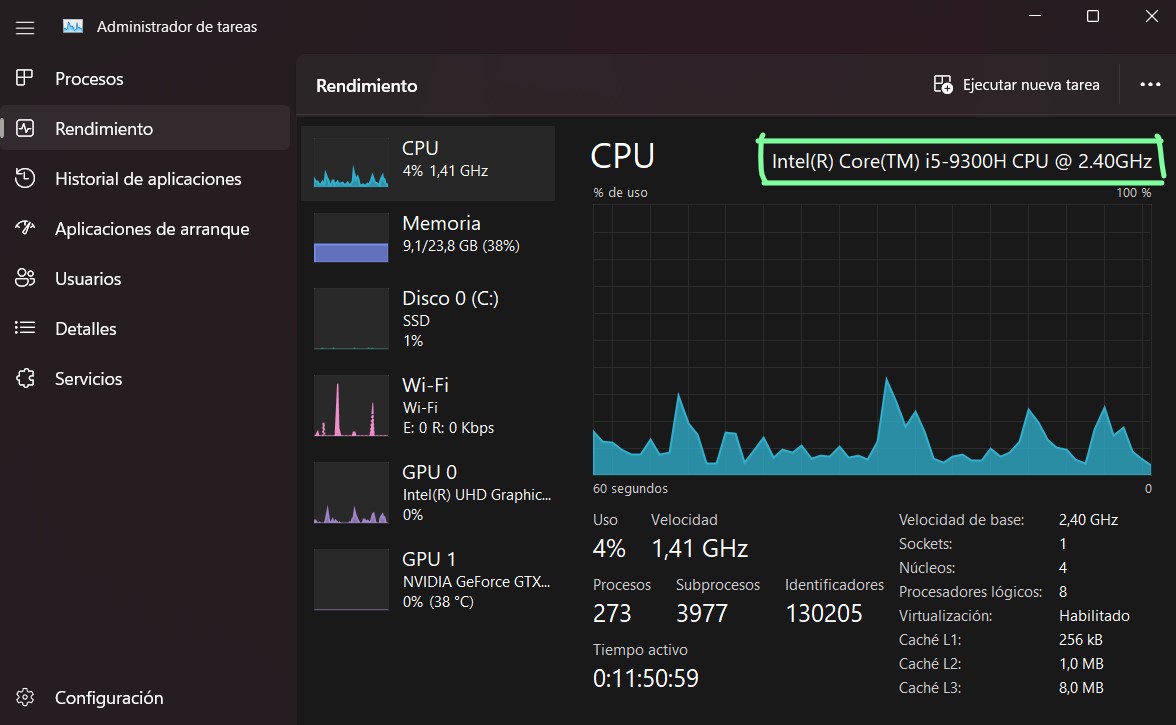 Administrador de tareas
Procesos
Rendimiento
Historial de aplicaciones
Aplicaciones de arranque
Usuarios
Detalles
Servicios
Configuración
Rendimiento
Ejecutar nueva tarea
CPU
4% 1,41 GHz
Memoria
9,1/23,8 GB (38%)
Disco 0 (C:)
SSD
1%
Wi-Fi
Wi-Fi
E: 0 R: 0 Kbps
GPU 0
Intel(R) UHD Graphic...
0%
GPU 1
NVIDIA GeForce GTX...
0% (38 °C)
CPU
Intel(R) Core(TM) i5-9300H CPU @ 2.40GHz
% de uso
100 %
60 segundos
0
Uso
Velocidad
4%
1,41 GHz
Procesos
Subprocesos
Identificadores
273
3977
130205
Tiempo activo
0:11:50:59
Velocidad de base: 2,40 GHz
Sockets: 1
Núcleos: 4
Procesadores lógicos: 8
Virtualización: Habilitado
Caché L1: 256 kB
Caché L2: 1,0 MB
Caché L3: 8,0 MB